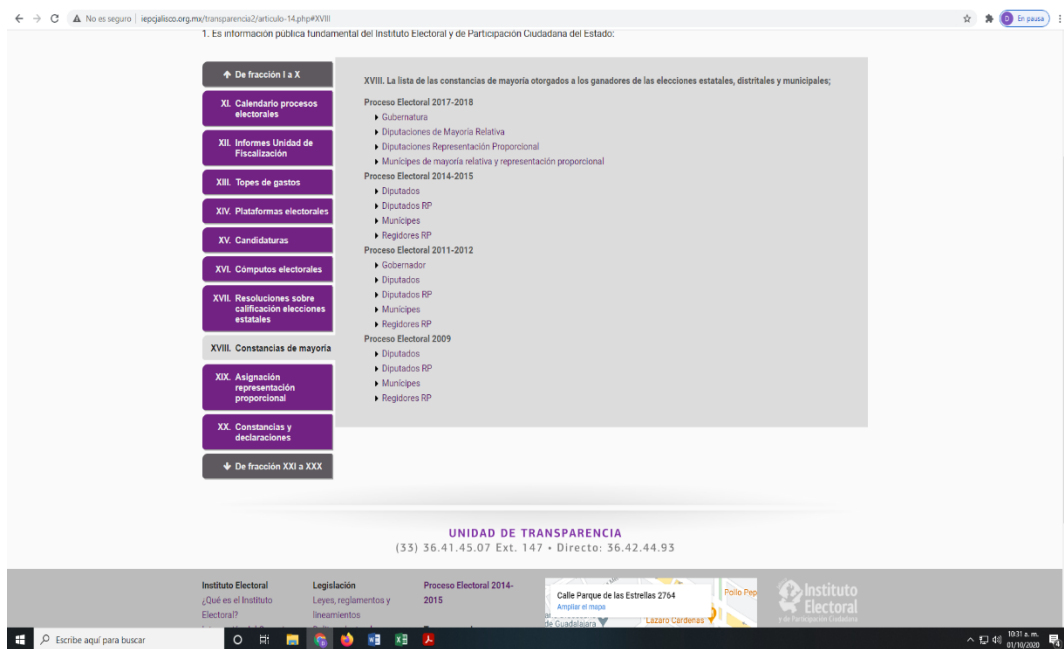 No es seguro | iepcjalisco.org.mx/transparencia2/articulo-14.php#XVIII
En pausa
1. Es información pública fundamental del Instituto Electoral y de Participación Ciudadana del Estado:
De fracción I a X
XI. Calendario procesos
electorales
XII. Informes Unidad de
Fiscalización
XIII. Topes de gastos
XIV. Plataformas electorales
XV. Candidaturas
XVI. Cómputos electorales
XVII. Resoluciones sobre
calificación elecciones
estatales
XVIII. Constancias de mayoría
XIX. Asignación
representación
proporcional
XX. Constancias y
declaraciones
De fracción XXI a XXX
XVIII. La lista de las constancias de mayoría otorgados a los ganadores de las elecciones estatales, distritales y municipales;
Proceso Electoral 2017-2018
Gubernatura
Diputaciones de Mayoría Relativa
Diputaciones Representación Proporcional
Munícipes de mayoría relativa y representación proporcional
Proceso Electoral 2014-2015
Diputados
Diputados RP
Munícipes
Regidores RP
Proceso Electoral 2011-2012
Gobernador
Diputados
Diputados RP
Munícipes
Regidores RP
Proceso Electoral 2009
Diputados
Diputados RP
Munícipes
Regidores RP
UNIDAD DE TRANSPARENCIA
(33) 36.41.45.07 Ext. 147 • Directo: 36.42.44.93
Instituto Electoral
¿Qué es el Instituto
Electoral?
Legislación
Leyes, reglamentos y
lineamientos
Proceso Electoral 2014-
2015
Calle Parque de las Estrellas 2764
Ampliar el mapa
de Guadalajara
Lázaro Cárdenas
Pollo Pep
Instituto
Electoral
y de Participación Ciudadana
Escribe aquí para buscar
10:31 a. m.
01/10/2020